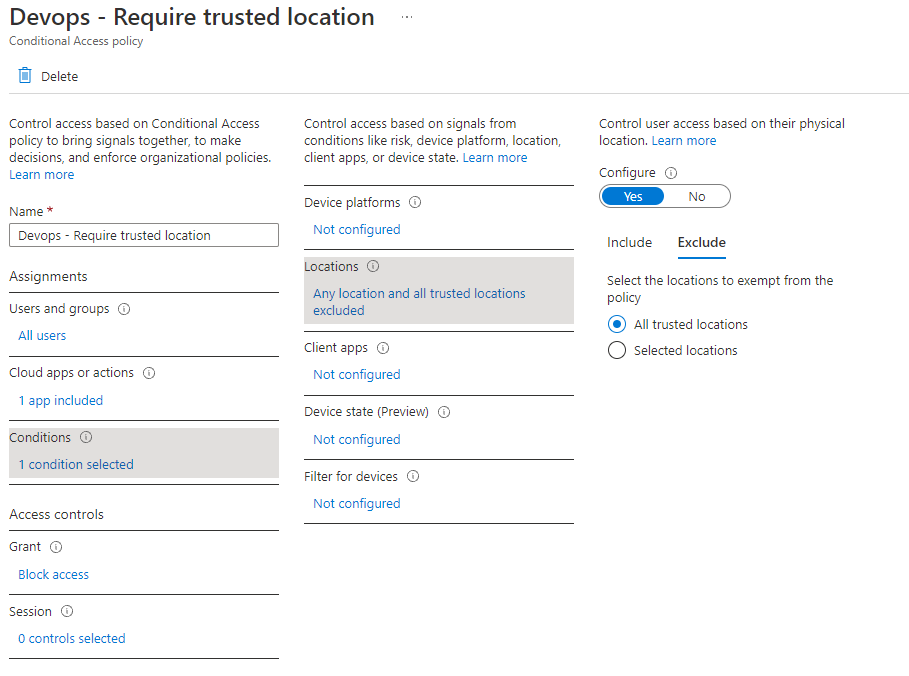 Devops - Require trusted location ...
Conditional Access policy
Delete
Control access based on Conditional Access
policy to bring signals together, to make
decisions, and enforce organizational policies.
Learn more
Name *
Devops - Require trusted location
Assignments
Users and groups
All users
Cloud apps or actions
1 app included
Conditions
1 condition selected
Access controls
Grant
Block access
Session
0 controls selected
Control access based on signals from
conditions like risk, device platform, location,
client apps, or device state. Learn more
Device platforms
Not configured
Locations
Any location and all trusted locations
excluded
Client apps
Not configured
Device state (Preview)
Not configured
Filter for devices
Not configured
Control user access based on their physical
location. Learn more
Configure
Yes No
Include Exclude
Select the locations to exempt from the
policy
All trusted locations
Selected locations